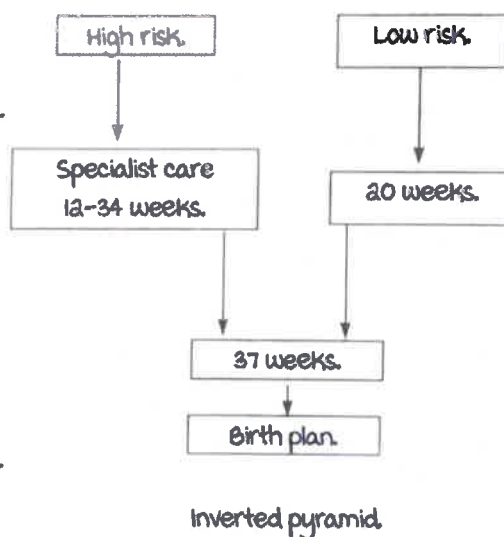 High risk.
Low risk.
Specialist care
12-34 weeks.
20 weeks.
37 weeks.
Birth plan.
Inverted pyramid.